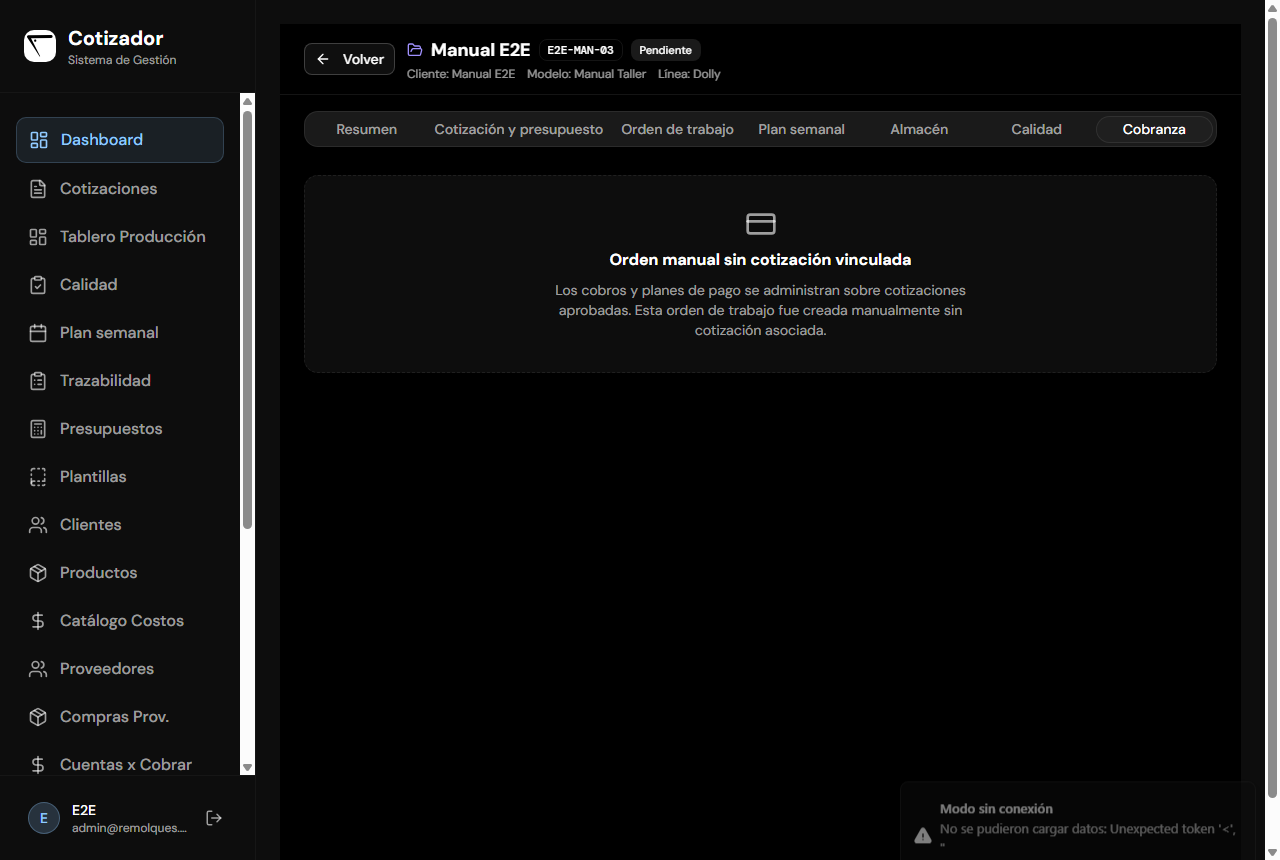 Cotizador
Sistema de Gestión
Dashboard
Cotizaciones
Tablero Producción
Calidad
Plan semanal
Trazabilidad
Presupuestos
Plantillas
Clientes
Productos
Catálogo Costos
Proveedores
Compras Prov.
Cuentas x Cobrar
E
E2E
admin@remolques....
Volver
Manual E2E
E2E-MAN-03
Pendiente
Cliente: Manual E2E Modelo: Manual Taller Línea: Dolly
Resumen Cotización y presupuesto Orden de trabajo Plan semanal Almacén Calidad Cobranza
Orden manual sin cotización vinculada
Los cobros y planes de pago se administran sobre cotizaciones
aprobadas. Esta orden de trabajo fue creada manualmente sin
cotización asociada.
Modo sin conexión
No se pudieron cargar datos: Unexpected token '<',
"